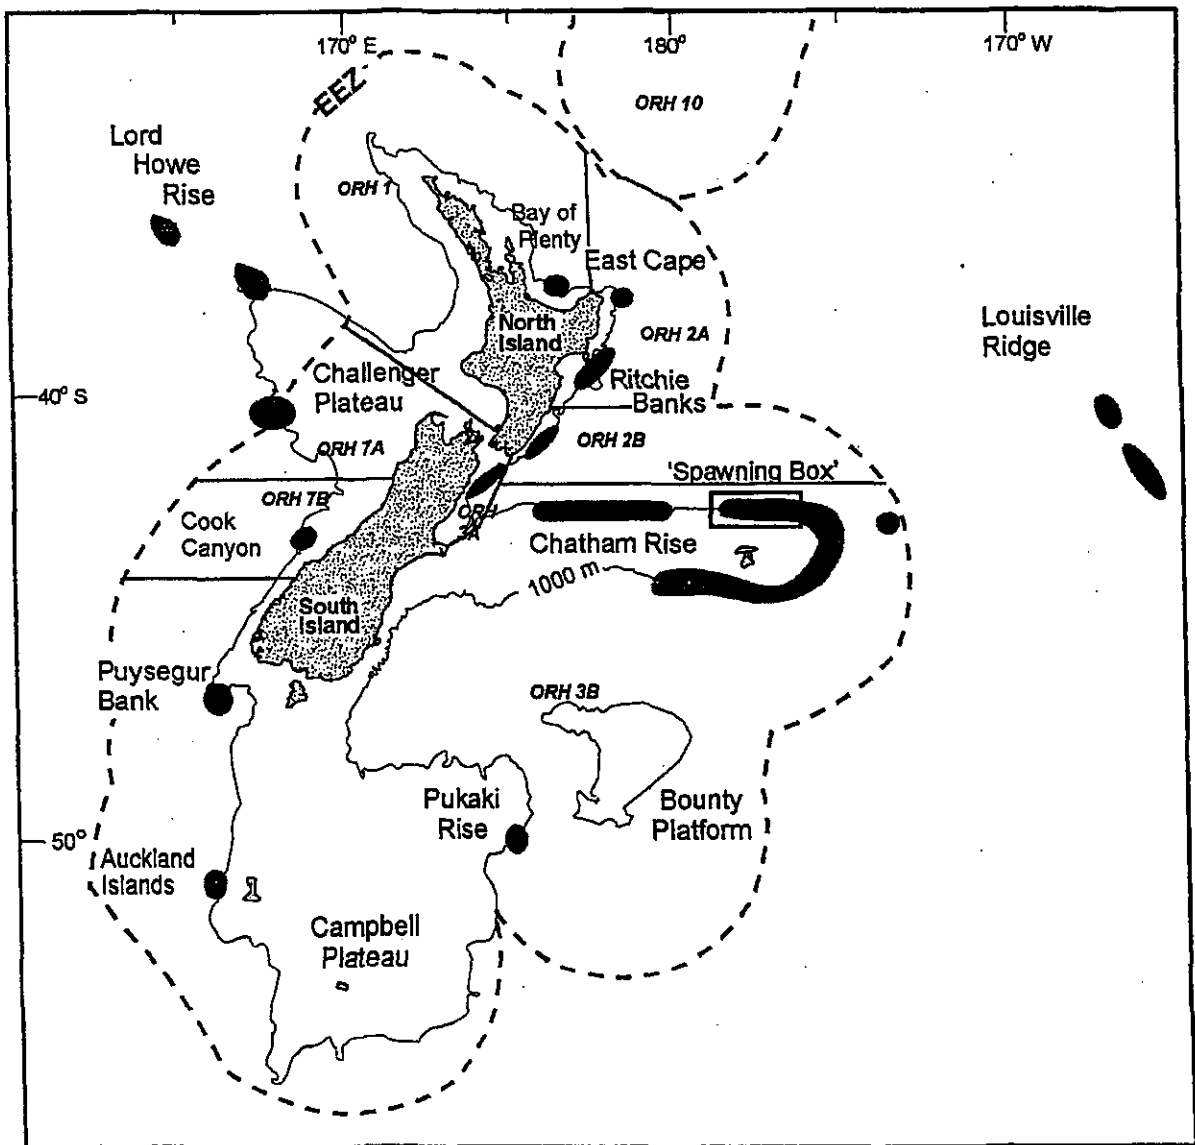 170° E
180°
170° W
EEZ
ORH 10
Lord
Howe
Rise
ORH 1
Bay of
Plenty
East Cape
North
Island
ORH 2A
Louisville
Ridge
Challenger
Plateau
Ritchie
Banks
40° S
ORH 7A
ORH 2B
'Spawning Box'
ORH 7B
ORH
3A
Cook
Canyon
Chatham Rise
1000 m
South
Island
Puysegur
Bank
ORH 3B
Pukaki
Rise
Bounty
Platform
50°
Auckland
Islands
Campbell
Plateau